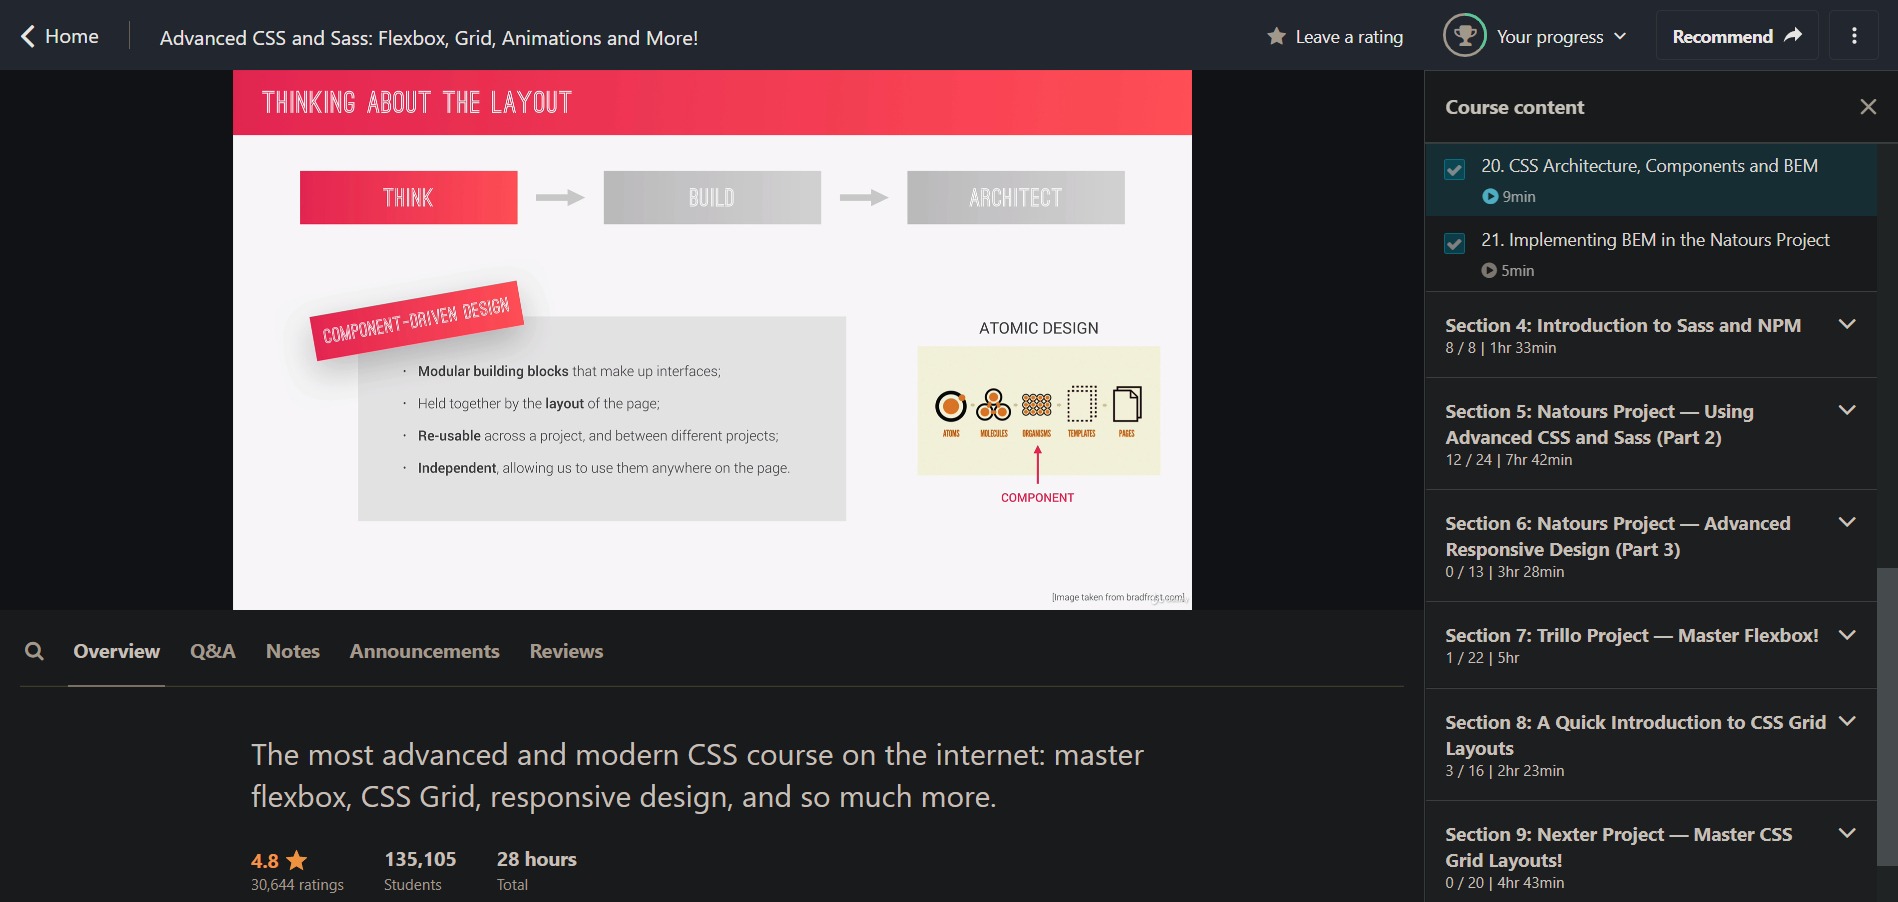 Home
Advanced CSS and Sass: Flexbox, Grid, Animations and More!
Leave a rating
Your progress
Recommend
THINKING ABOUT THE LAYOUT
THINK
BUILD
ARCHITECT
COMPONENT-DRIVEN DESIGN
· Modular building blocks that make up interfaces;
· Held together by the layout of the page;
· Re-usable across a project, and between different projects;
· Independent, allowing us to use them anywhere on the page.
ATOMIC DESIGN
ATOMS
MOLECULES
ORGANISMS
TEMPLATES
PAGES
COMPONENT
[Image taken from bradfrost.com]
Overview
Q&A
Notes
Announcements
Reviews
The most advanced and modern CSS course on the internet: master
flexbox, CSS Grid, responsive design, and so much more.
4.8
30,644 ratings
135,105
Students
28 hours
Total
Course content
20. CSS Architecture, Components and BEM
9min
21. Implementing BEM in the Natours Project
5min
Section 4: Introduction to Sass and NPM
8 / 8 | 1hr 33min
Section 5: Natours Project — Using
Advanced CSS and Sass (Part 2)
12 / 24 | 7hr 42min
Section 6: Natours Project — Advanced
Responsive Design (Part 3)
0 / 13 | 3hr 28min
Section 7: Trillo Project — Master Flexbox!
1 / 22 | 5hr
Section 8: A Quick Introduction to CSS Grid
Layouts
3 / 16 | 2hr 23min
Section 9: Nexter Project — Master CSS
Grid Layouts!
0 / 20 | 4hr 43min